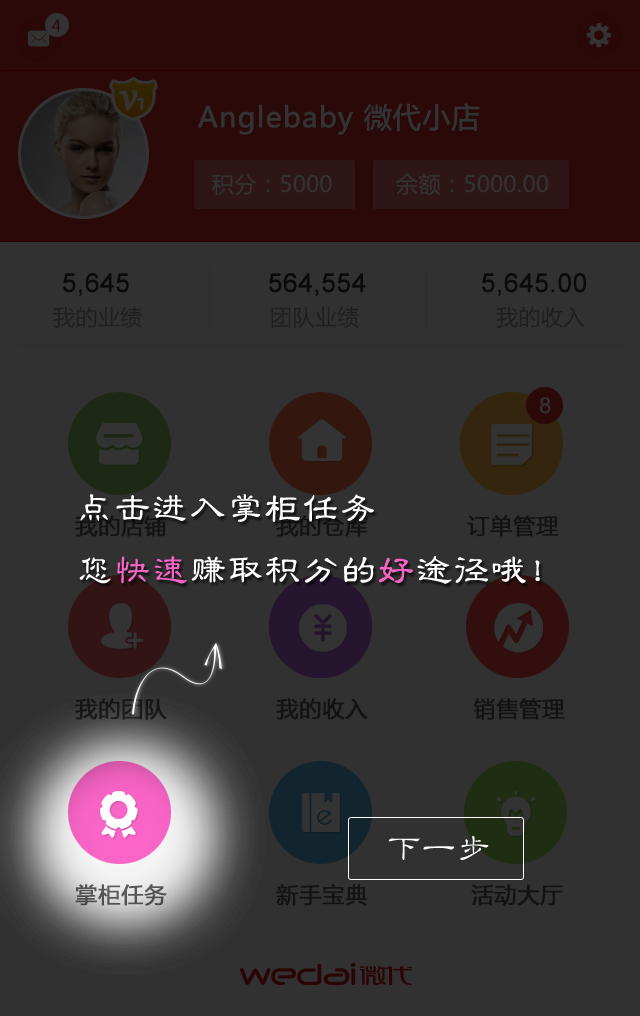 4
V1
Anglebaby 微代小店
积分：5000 余额：5000.00
5,645 564,554 5,645.00
我的业绩 团队业绩 我的收入
8
点击进入掌柜任务
我的店铺 我的仓库 订单管理
您快速赚取积分的好途径哦!
我的团队 我的收入 销售管理
下一步
掌柜任务 新手宝典 活动大厅
wedai微代